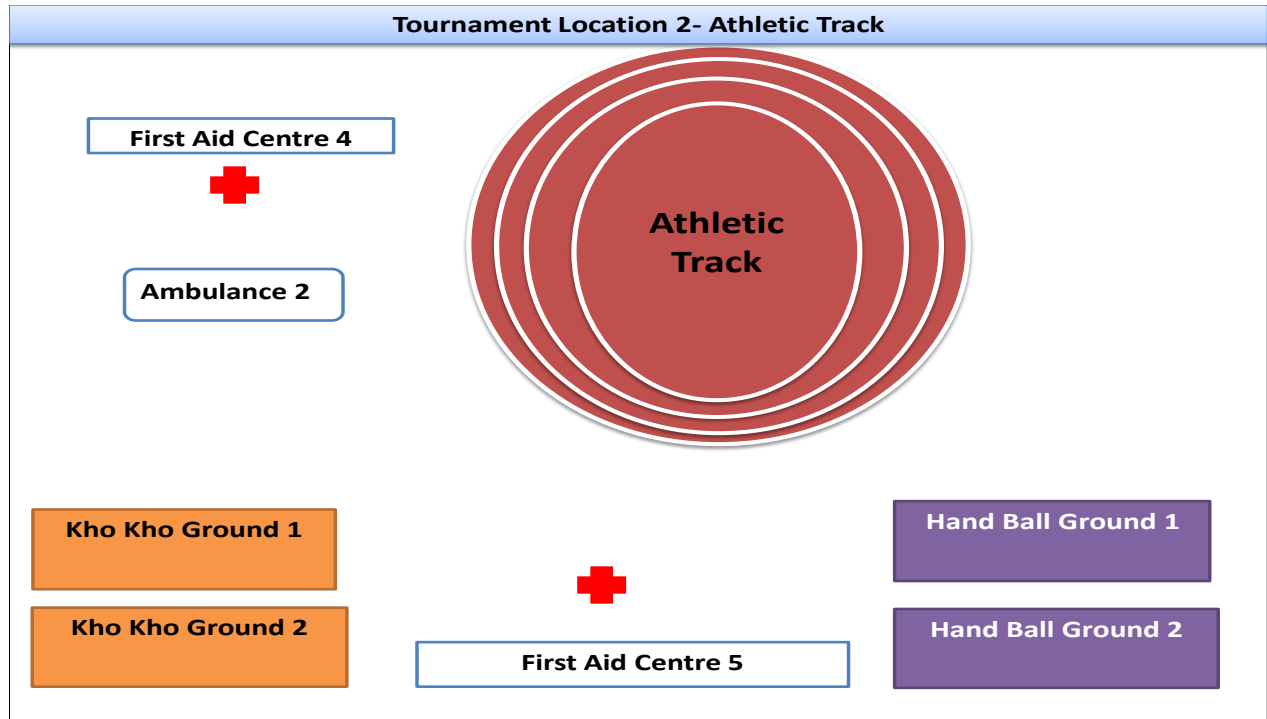 Tournament Location 2- Athletic Track
First Aid Centre 4
Athletic
Track
Ambulance 2
Kho Kho Ground 1
Hand Ball Ground 1
Kho Kho Ground 2
Hand Ball Ground 2
First Aid Centre 5